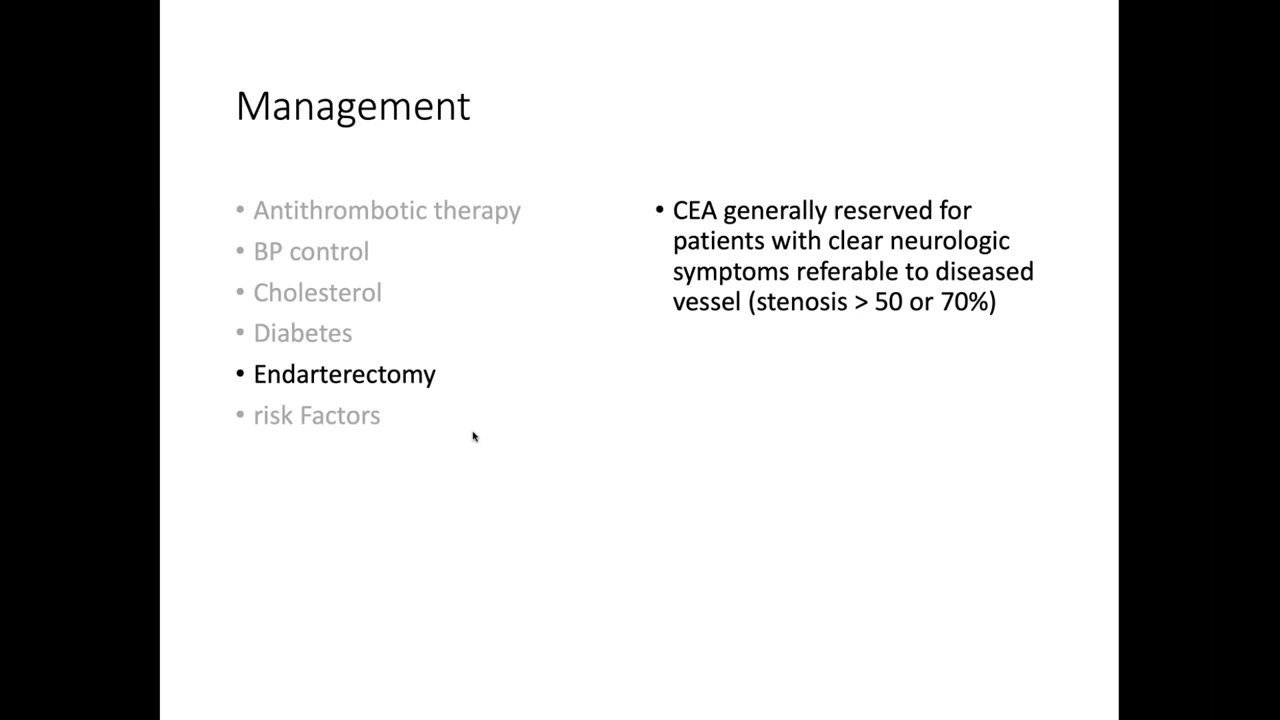 Management
• Antithrombotic therapy
• BP control
• Cholesterol
• Diabetes
• Endarterectomy
• risk Factors
• CEA generally reserved for
patients with clear neurologic
symptoms referable to diseased
vessel (stenosis > 50 or 70%)